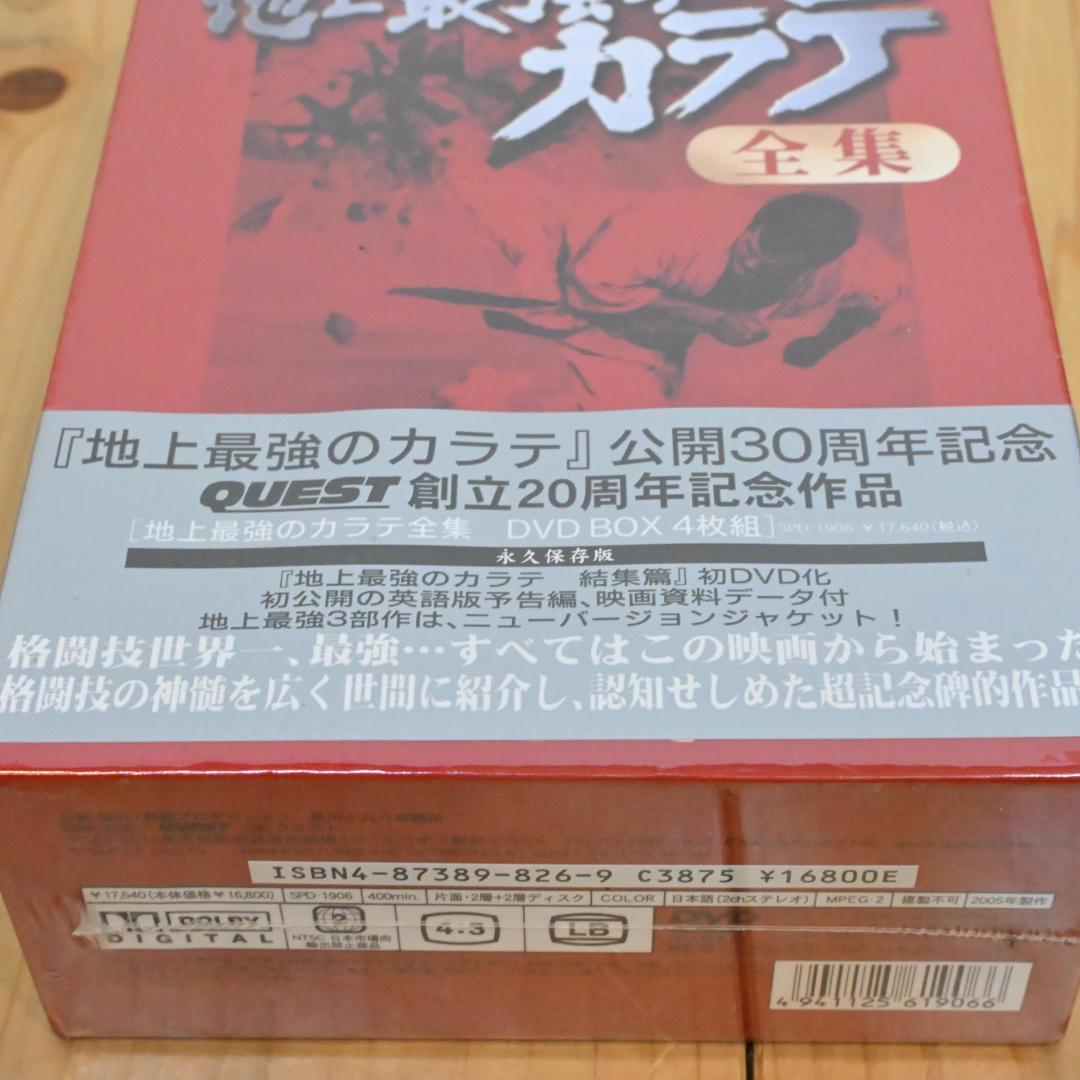 地上最強の
カラテ
全集
『地上最強のカラテ』公開30周年記念
QUEST 創立20周年記念作品
[地上最強のカラテ全集　DVD BOX 4枚組] SPD-1906 ￥17,640(税込)
永久保存版
『地上最強のカラテ　結集篇』初DVD化
初公開の英語版予告編、映画資料データ付
地上最強3部作は、ニューバージョンジャケット！
格闘技世界一、最強…すべてはこの映画から始まった
格闘技の神髄を広く世間に紹介し、認知せしめた超記念碑的作品
QUEST
ISBN4-87389-826-9 C3875 ¥16800E
￥17,640(本体価格￥16,800) SPD-1906 400min. 片面・2層+2層ディスク COLOR 日本語(2chステレオ) MPEG-2 複製不可 2005年製作
DOLBY
DIGITAL
2
NTSC 日本市場向
輸出禁止商品
4:3
LB
DVD
4 941125 619066